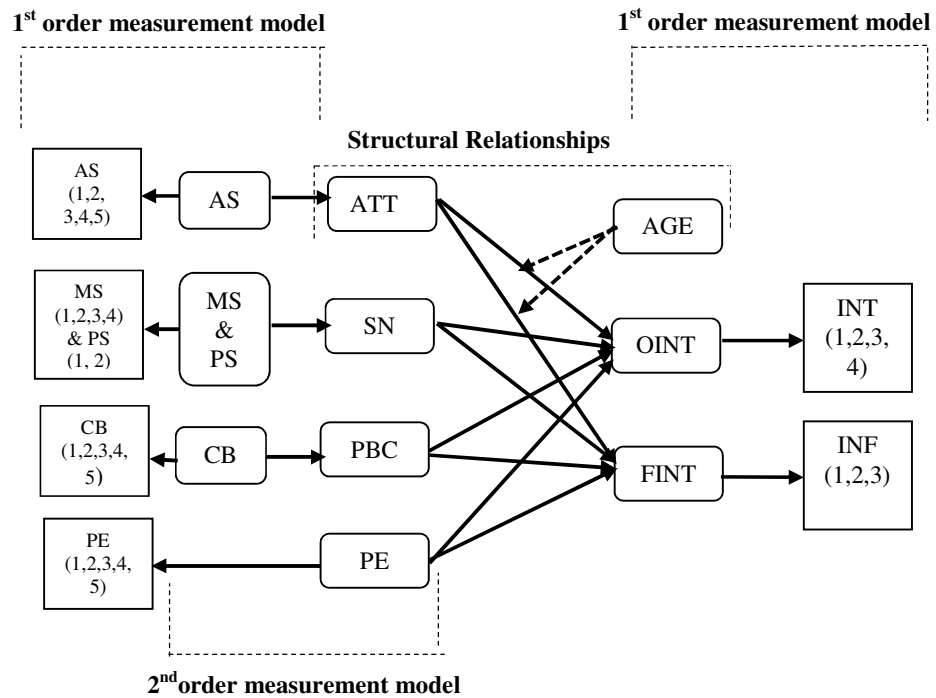 1st order measurement model
1st order measurement model
Structural Relationships
AS
(1,2,
3,4,5)
AS
ATT
AGE
MS
(1,2,3,4)
& PS
(1, 2)
MS
&
PS
SN
OINT
INT
(1,2,3,
4)
CB
(1,2,3,4,
5)
CB
PBC
FINT
INF
(1,2,3)
PE
(1,2,3,4,
5)
PE
2nd order measurement model